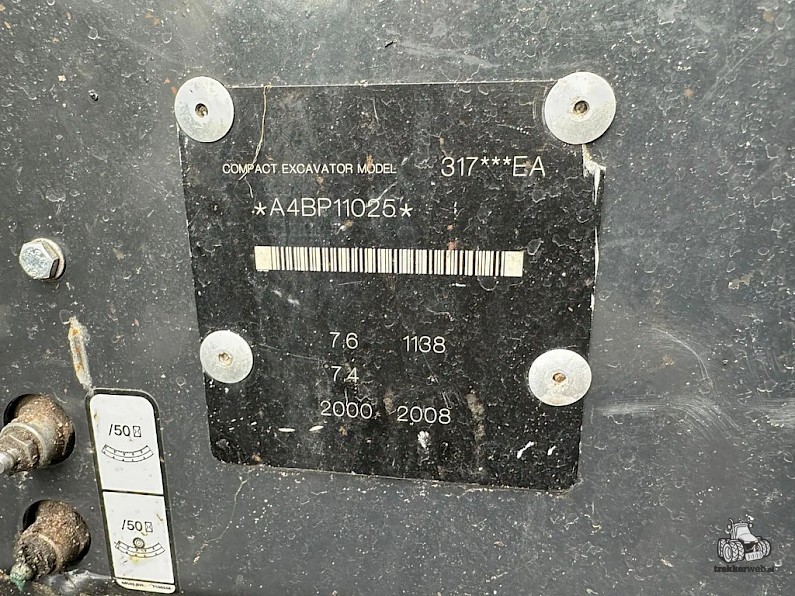 COMPACT EXCAVATOR MODEL 317***EA
*A4BP11025*
7.6 1138
7.4
2000 2008
/50
/50
trekkerweb.nl